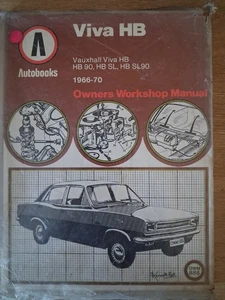 Viva HB
Autobooks
Vauxhall Viva HB
HB 90, HB SL, HB SL90
1966-70
Owners Workshop Manual